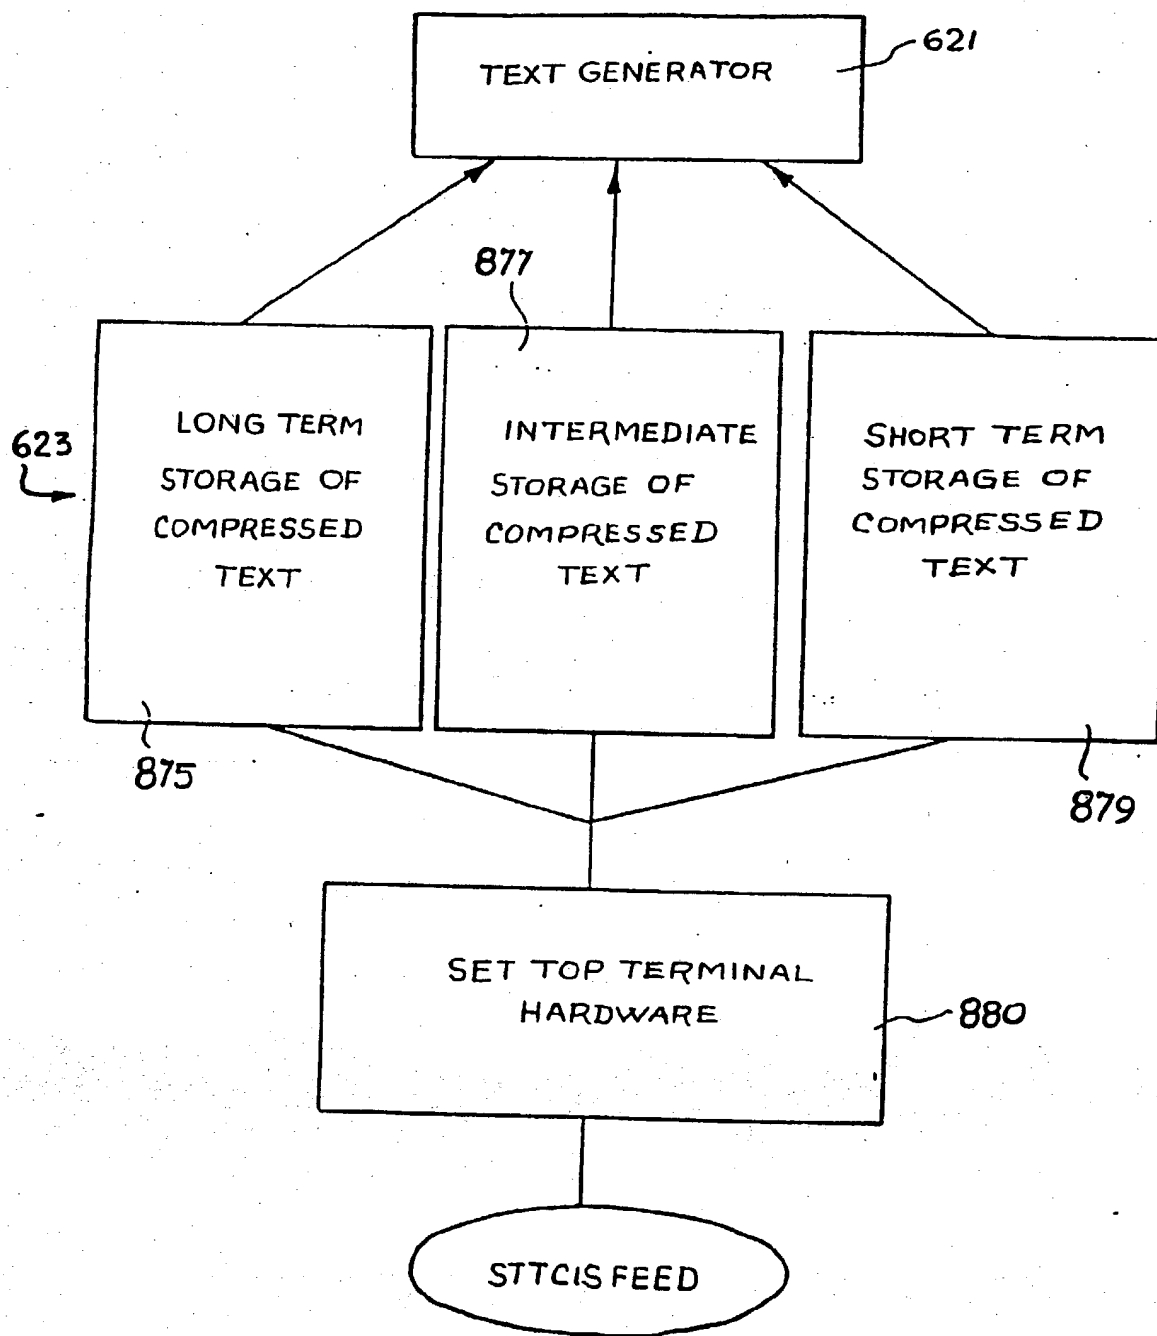 TEXT GENERATOR
621
877
623
LONG TERM
STORAGE OF
COMPRESSED
TEXT
INTERMEDIATE
STORAGE OF
COMPRESSED
TEXT
SHORT TERM
STORAGE OF
COMPRESSED
TEXT
875
879
SET TOP TERMINAL
HARDWARE
880
STTCIS FEED